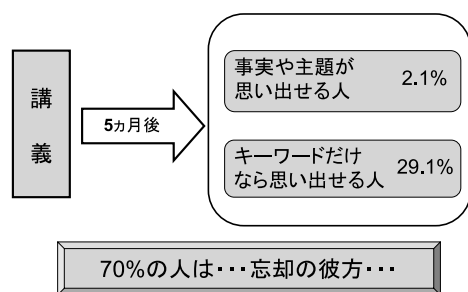 講義
5ヵ月後
事実や主題が
思い出せる人 2.1%
キーワードだけ
なら思い出せる人 29.1%
70%の人は・・・忘却の彼方・・・